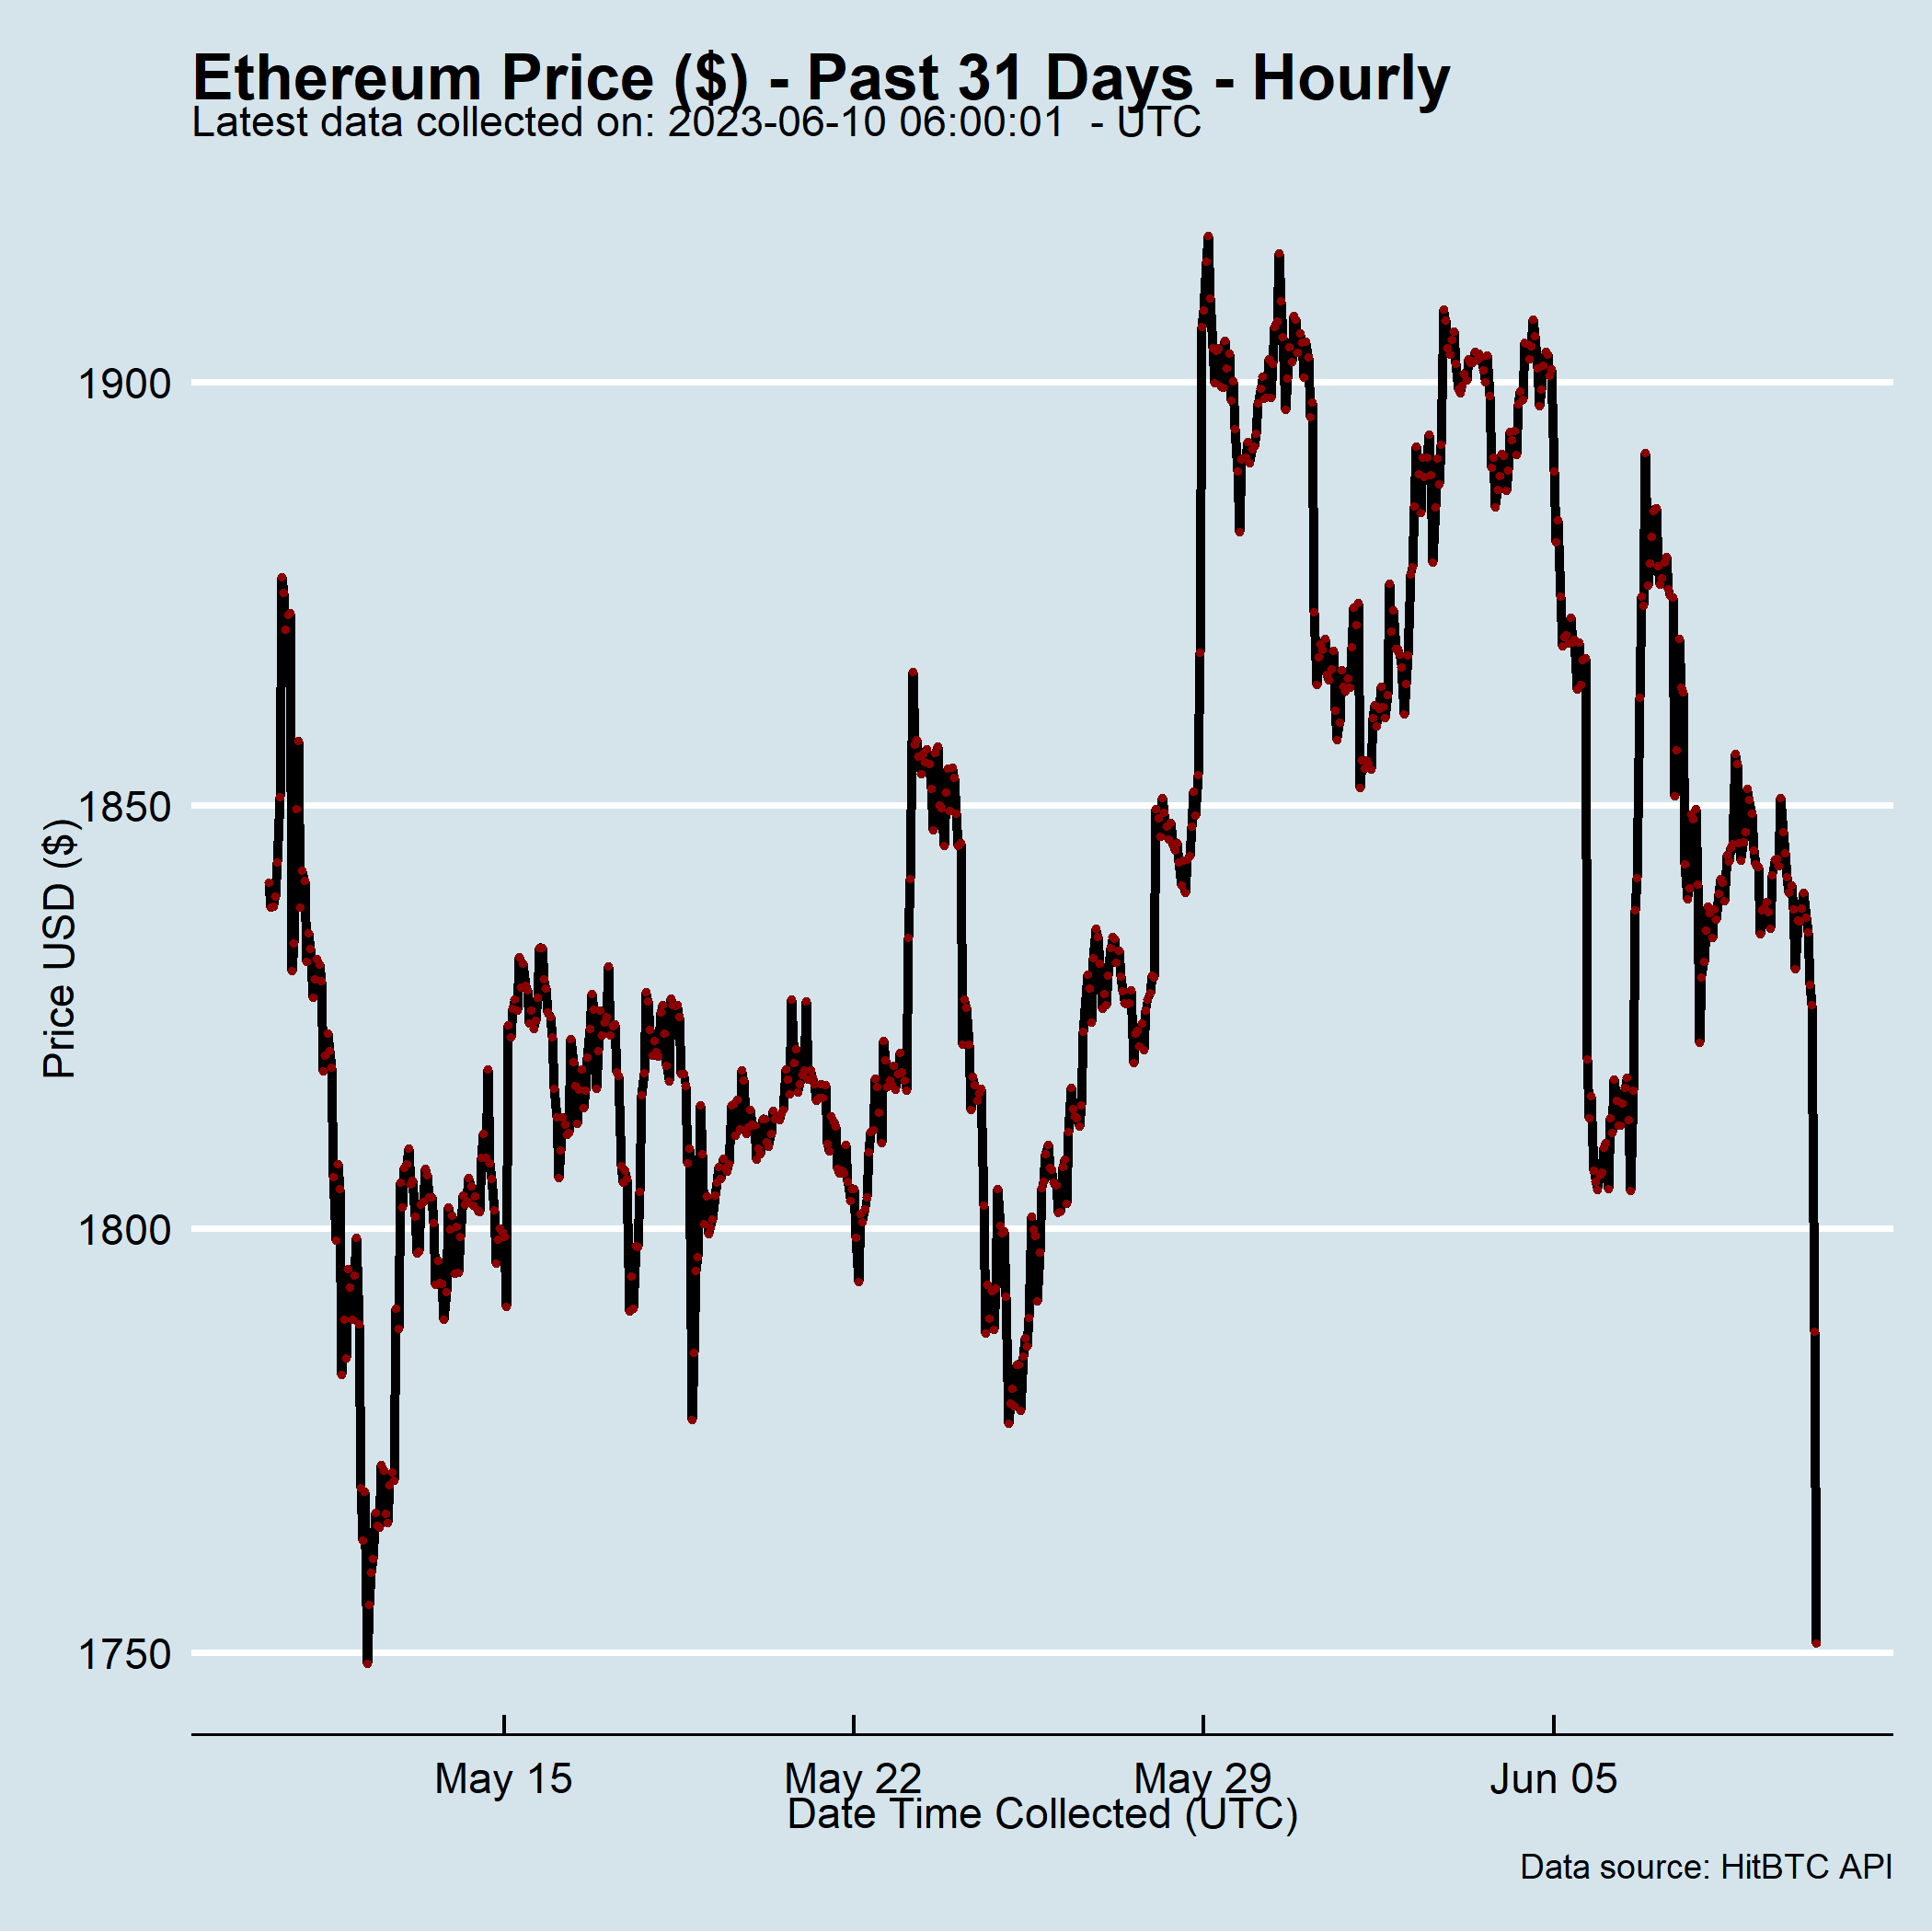 Ethereum Price ($) - Past 31 Days - Hourly
Latest data collected on: 2023-06-10 06:00:01  - UTC
1900
1850
1800
1750
Price USD ($)
May 15 May 22 May 29 Jun 05
Date Time Collected (UTC)
Data source: HitBTC API